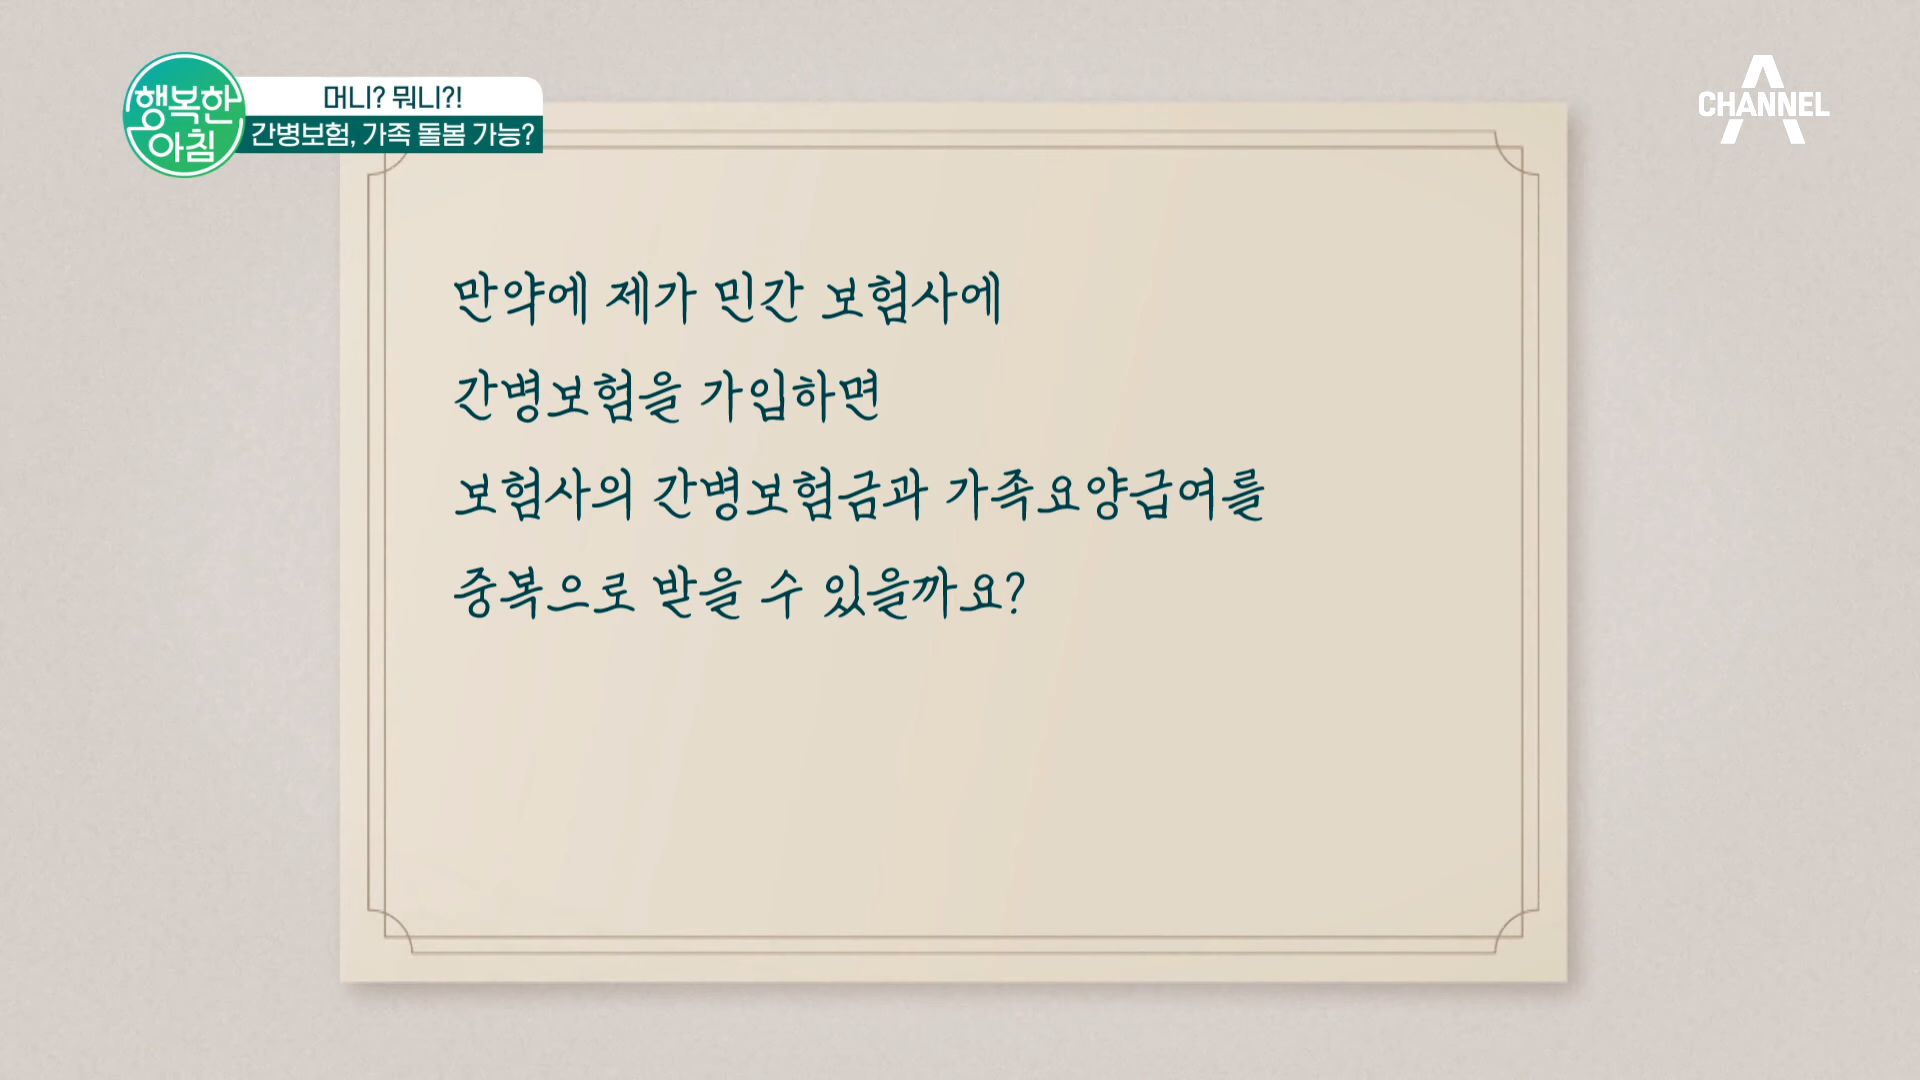 행복한
아침
머니? 뭐니?!
간병보험, 가족 돌봄 가능?
CHANNEL A
만약에 제가 민간 보험사에
간병보험을 가입하면
보험사의 간병보험금과 가족요양급여를
중복으로 받을 수 있을까요?